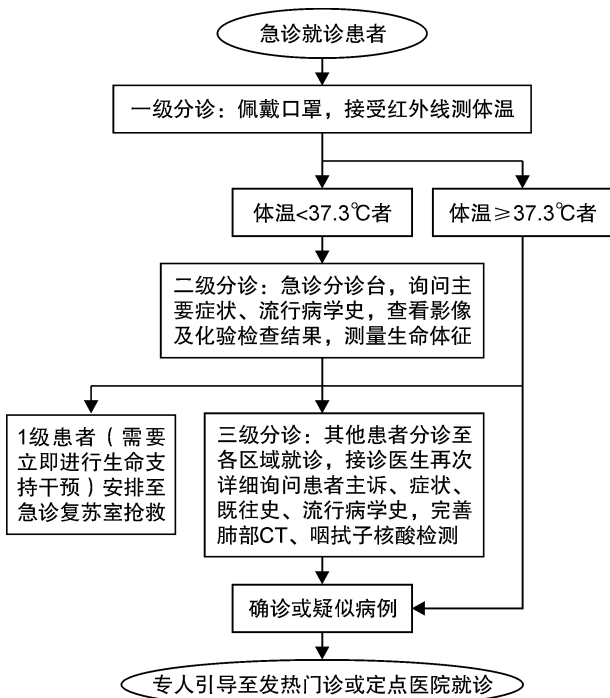 急诊就诊患者
一级分诊：佩戴口罩，接受红外线测体温
体温<37.3℃者
体温≥37.3℃者
二级分诊：急诊分诊台，询问主
要症状、流行病学史，查看影像
及化验检查结果，测量生命体征
1级患者（需要
立即进行生命支
持干预）安排至
急诊复苏室抢救
三级分诊：其他患者分诊至
各区域就诊，接诊医生再次
详细询问患者主诉、症状、
既往史、流行病学史，完善
肺部CT、咽拭子核酸检测
确诊或疑似病例
专人引导至发热门诊或定点医院就诊